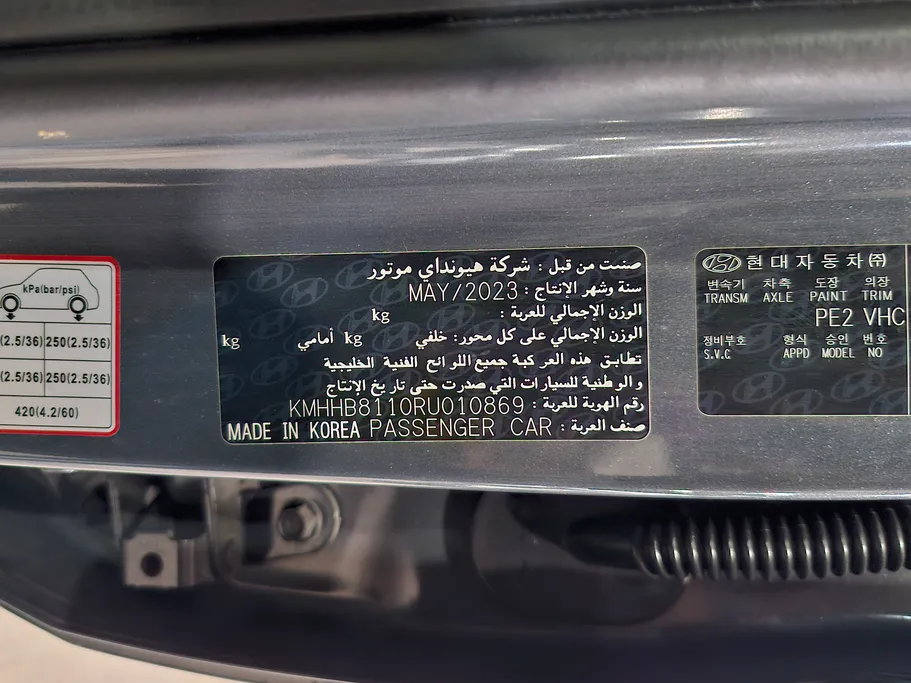 kPa(bar/psi)
(2.5/36) 250(2.5/36)
(2.5/36) 250(2.5/36)
420(4.2/60)
صنعت من قبل : شركة هيونداي موتور
سنة وشهر الإنتاج : MAY/2023
الوزن الإجمالي للعربة : kg
الوزن الإجمالي على كل محور: خلفي kg أمامي kg
تطابق هذه المركبة جميع اللوائح الفنية الخليجية
والوطنية للسيارات التي صدرت حتى تاريخ الإنتاج
رقم الهوية للعربة : KMHHB8110RU010869
صنف العربة : PASSENGER CAR MADE IN KOREA
현대자동차㈜
변속기 차축 도장 의장
TRANSM AXLE PAINT TRIM
PE2 VHC
정비부호 형식 승인 번호
S.V.C APPD MODEL NO